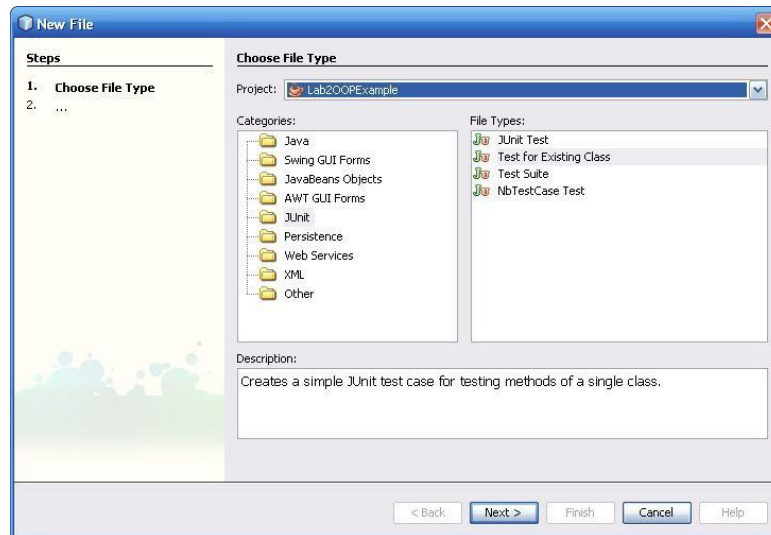 New File
Steps
1. Choose File Type
2. ...
Choose File Type
Project: Lab2OOPExample
Categories:
Java
Swing GUI Forms
JavaBeans Objects
AWT GUI Forms
JUnit
Persistence
Web Services
XML
Other
File Types:
JUnit Test
Test for Existing Class
Test Suite
NbTestCase Test
Description:
Creates a simple JUnit test case for testing methods of a single class.
< Back
Next >
Finish
Cancel
Help